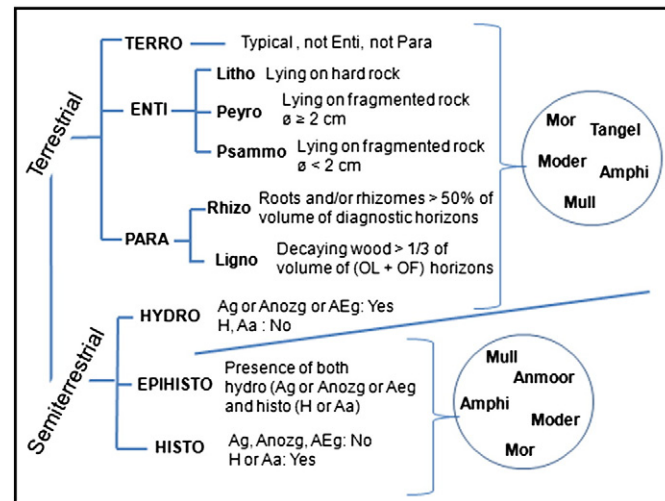 Terrestrial
TERRO
Typical , not Enti, not Para
ENTI
Litho Lying on hard rock
Peyro
Lying on fragmented rock
ø ≥ 2 cm
Psammo
Lying on fragmented rock
ø < 2 cm
PARA
Rhizo
Roots and/or rhizomes > 50% of
volume of diagnostic horizons
Ligno
Decaying wood > 1/3 of
volume of (OL + OF) horizons
Mor
Tangel
Moder
Amphi
Mull
Semiterrestrial
HYDRO
Ag or Anozg or AEg: Yes
H, Aa : No
EPIHISTO
Presence of both
hydro (Ag or Anozg or Aeg
and histo (H or Aa)
HISTO
Ag, Anozg, AEg: No
H or Aa: Yes
Mull
Anmoor
Amphi
Moder
Mor